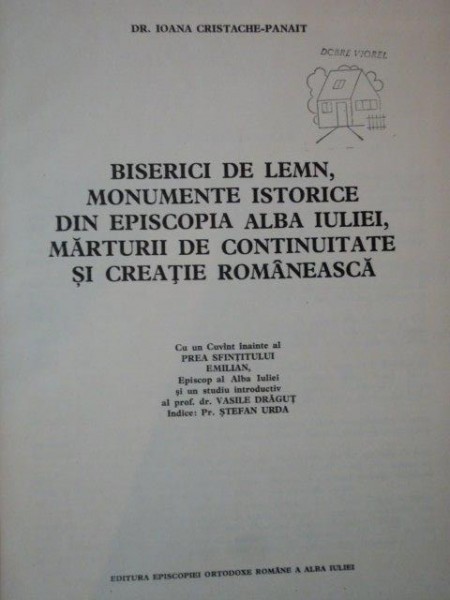 DR. IOANA CRISTACHE-PANAIT
DOBRE VIOREL
BISERICI DE LEMN,
MONUMENTE ISTORICE
DIN EPISCOPIA ALBA IULIEI,
MĂRTURII DE CONTINUITATE
ȘI CREAȚIE ROMÂNEASCĂ
Cu un Cuvînt înainte al
PREA SFINȚITULUI
EMILIAN,
Episcop al Alba Iuliei
și un studiu introductiv
al prof. dr. VASILE DRĂGUȚ
Indice: Pr. ȘTEFAN URDA
EDITURA EPISCOPIEI ORTODOXE ROMÂNE A ALBA IULIEI